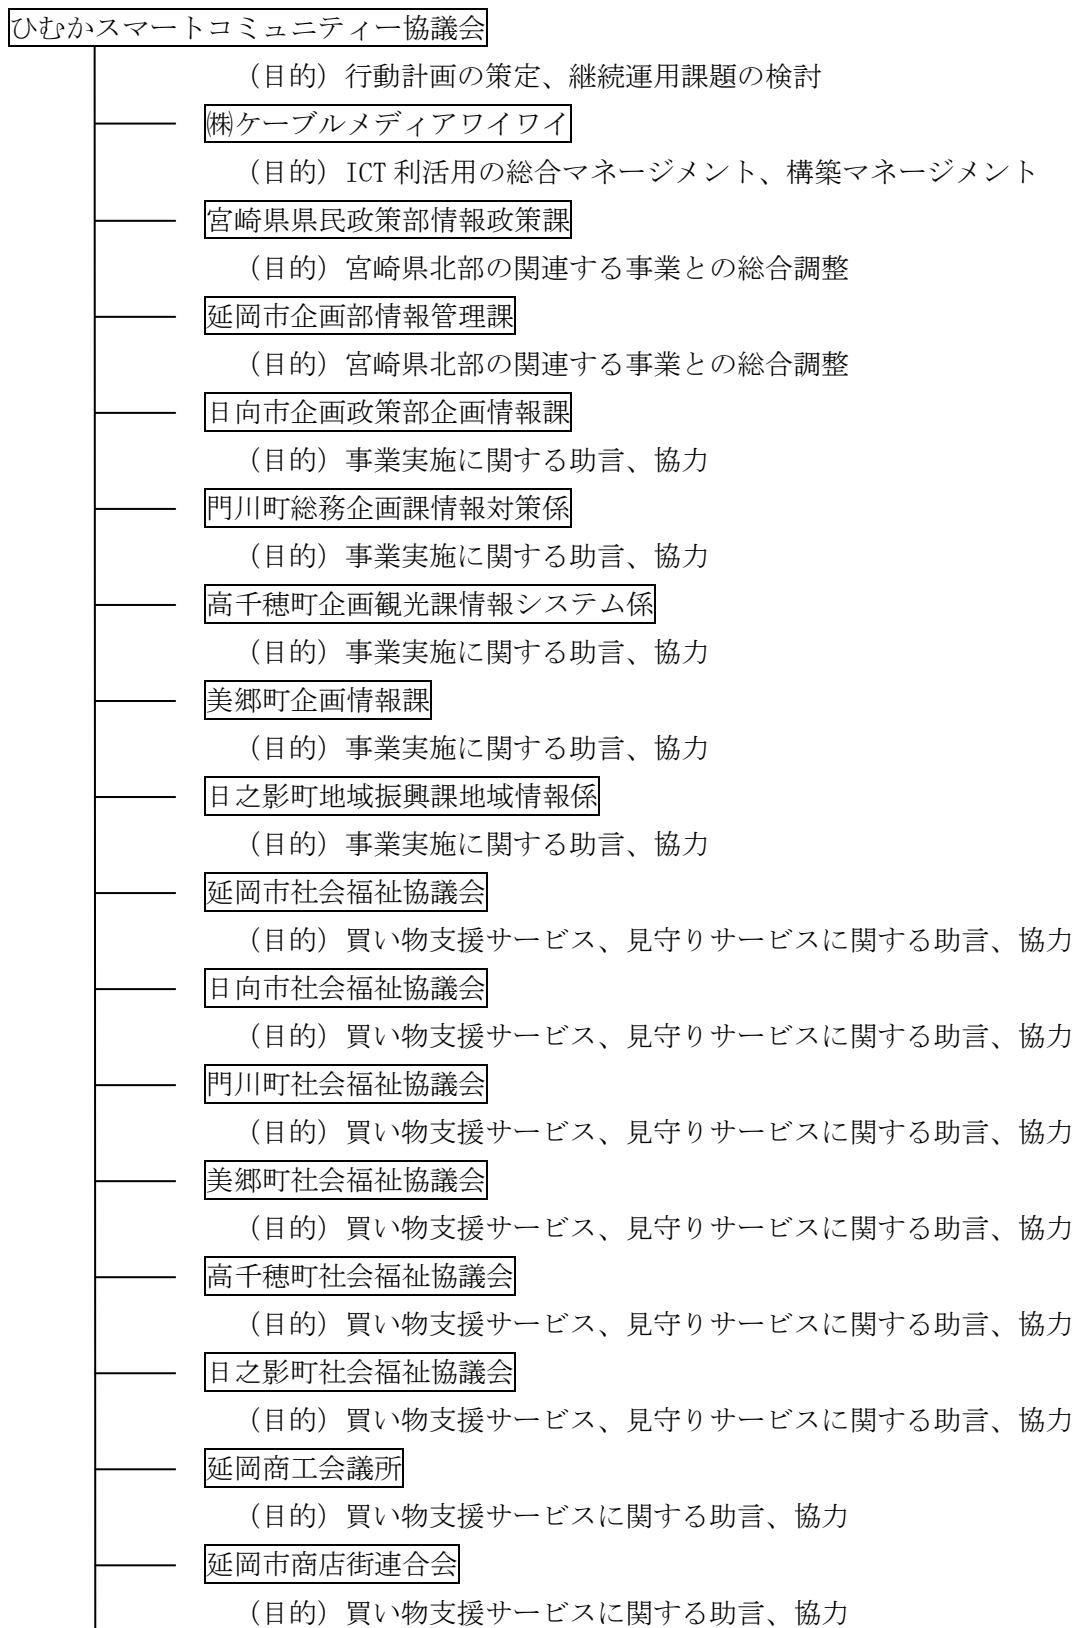 ひむかスマートコミュニティー協議会
（目的）行動計画の策定、継続運用課題の検討
㈱ケーブルメディアワイワイ
（目的）ICT 利活用の総合マネージメント、構築マネージメント
宮崎県県民政策部情報政策課
（目的）宮崎県北部の関連する事業との総合調整
延岡市企画部情報管理課
（目的）宮崎県北部の関連する事業との総合調整
日向市企画政策部企画情報課
（目的）事業実施に関する助言、協力
門川町総務企画課情報対策係
（目的）事業実施に関する助言、協力
高千穂町企画観光課情報システム係
（目的）事業実施に関する助言、協力
美郷町企画情報課
（目的）事業実施に関する助言、協力
日之影町地域振興課地域情報係
（目的）事業実施に関する助言、協力
延岡市社会福祉協議会
（目的）買い物支援サービス、見守りサービスに関する助言、協力
日向市社会福祉協議会
（目的）買い物支援サービス、見守りサービスに関する助言、協力
門川町社会福祉協議会
（目的）買い物支援サービス、見守りサービスに関する助言、協力
美郷町社会福祉協議会
（目的）買い物支援サービス、見守りサービスに関する助言、協力
高千穂町社会福祉協議会
（目的）買い物支援サービス、見守りサービスに関する助言、協力
日之影町社会福祉協議会
（目的）買い物支援サービス、見守りサービスに関する助言、協力
延岡商工会議所
（目的）買い物支援サービスに関する助言、協力
延岡市商店街連合会
（目的）買い物支援サービスに関する助言、協力